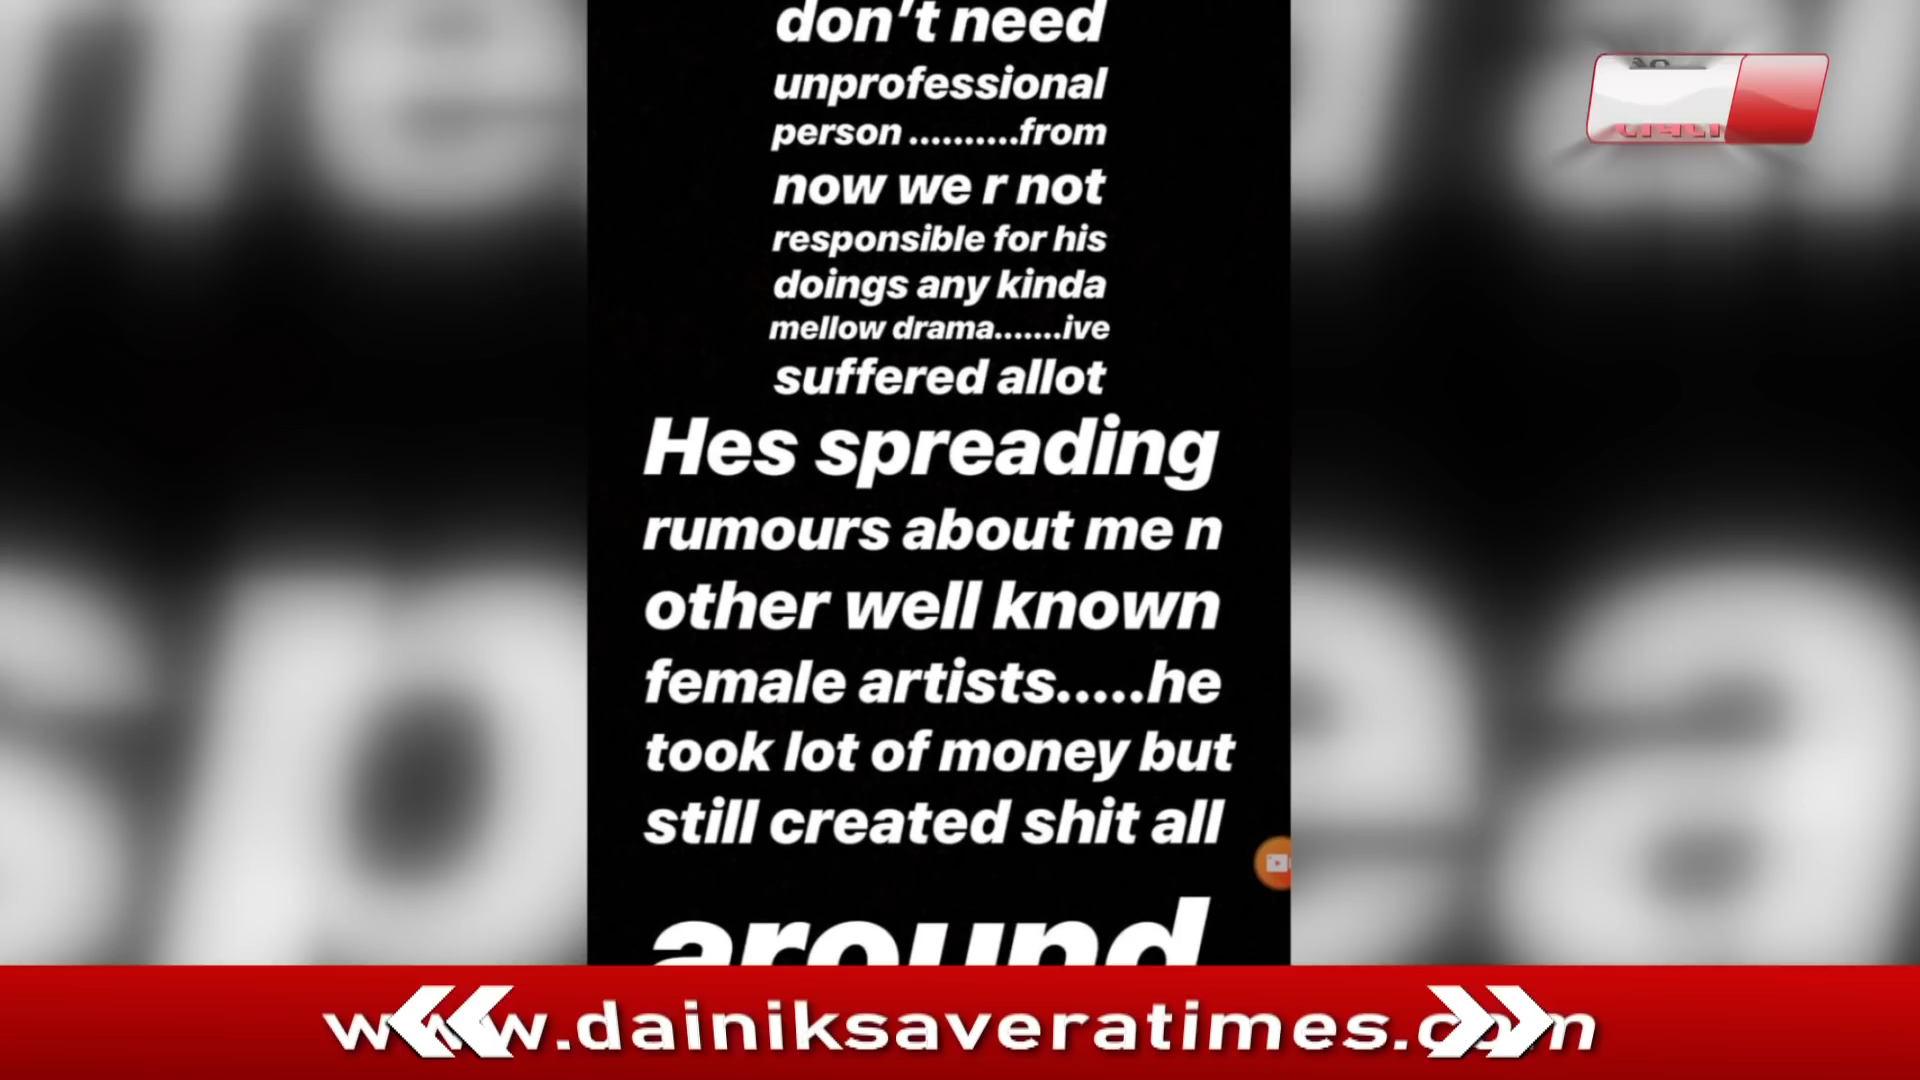 don't need
unprofessional
person ..........from
now we r not
responsible for his
doings any kinda
mellow drama.......ive
suffered allot
Hes spreading
rumours about me n
other well known
female artists.....he
took lot of money but
still created shit all
around
www.dainiksaveratimes.com